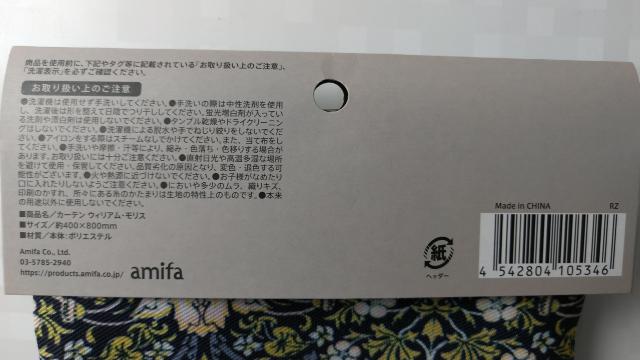 商品を使用前に、下記やタグ等に記載されている「お取り扱い上のご注意」、
「洗濯表示」を必ずご確認ください。
お取り扱い上のご注意
●洗濯機は使用せず手洗いしてください。●手洗いの際は中性洗剤を使用
し、洗濯後は形を整えて日陰でつり干ししてください。蛍光増白剤が入っている
洗剤や漂白剤は使用しないでください。●タンブル乾燥やドライクリーニン
グはしないでください。●洗濯機による脱水や手でねじり絞りをしないでくださ
い。●アイロンをする際はスチームなしでかけてください。また、当て布をし
てください。●手洗いや摩擦・汗等により、縮み・色落ち・色移りする場合が
あります。お取り扱いには十分ご注意ください。●直射日光や高温多湿な場所
を避けて使用・保管してください。品質劣化の原因となり、変色・退色する可
能性がございます。●火や熱源に近づけないでください。●お子様がなめたり
口に入れたりしないようご注意ください。●においや多少のムラ、織りキズ、
印刷のかすれ、所々にある糸のかたまりは生地の特性上のものです。●本来
の用途以外に使用しないでください。
■商品名/カーテン ウィリアム・モリス
■サイズ/約400×800mm
■材質/本体:ポリエステル
Amifa Co., Ltd.
03-5785-2940
https://products.amifa.co.jp/
amifa
紙
ヘッダー
Made in CHINA
RZ
4 542804 105346